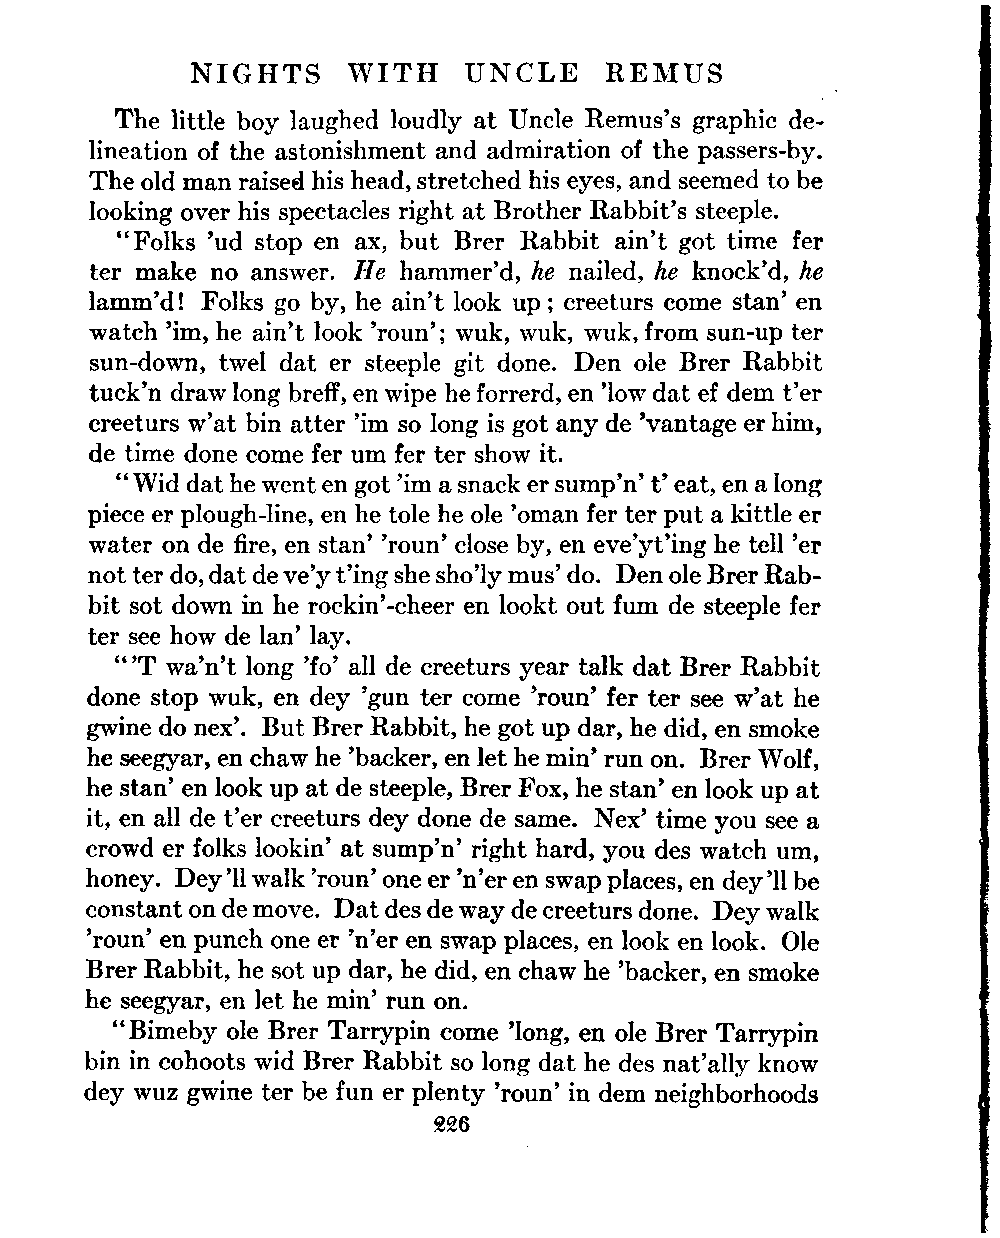 NIGHTS WITH UNCLE REMUS
The little boy laughed loudly at Uncle Remus's graphic de-
lineation of the astonishment and admiration of the passers-by.
The old man raised his head, stretched his eyes, and seemed to be
looking over his spectacles right at Brother Rabbit's steeple.
"Folks 'ud stop en ax, but Brer Rabbit ain't got time fer
ter make no answer. He hammer'd, he nailed, he knock'd, he
lamm'd! Folks go by, he ain't look up; creeturs come stan' en
watch 'im, he ain't look 'roun'; wuk, wuk, wuk, from sun-up ter
sun-down, twel dat er steeple git done. Den ole Brer Rabbit
tuck'n draw long breff, en wipe he forrerd, en 'low dat ef dem t'er
creeturs w'at bin atter 'im so long is got any de 'vantage er him,
de time done come fer um fer ter show it.
"Wid dat he went en got 'im a snack er sump'n' t' eat, en a long
piece er plough-line, en he tole he ole 'oman fer ter put a kittle er
water on de fire, en stan' 'roun' close by, en eve'yt'ing he tell 'er
not ter do, dat de ve'y t'ing she sho'ly mus' do. Den ole Brer Rab-
bit sot down in he rockin'-cheer en lookt out fum de steeple fer
ter see how de lan' lay.
"'T wa'n't long 'fo' all de creeturs year talk dat Brer Rabbit
done stop wuk, en dey 'gun ter come 'roun' fer ter see w'at he
gwine do nex'. But Brer Rabbit, he got up dar, he did, en smoke
he seegyar, en chaw he 'backer, en let he min' run on. Brer Wolf,
he stan' en look up at de steeple, Brer Fox, he stan' en look up at
it, en all de t'er creeturs dey done de same. Nex' time you see a
crowd er folks lookin' at sump'n' right hard, you des watch um,
honey. Dey 'll walk 'roun' one er 'n'er en swap places, en dey 'll be
constant on de move. Dat des de way de creeturs done. Dey walk
'roun' en punch one er 'n'er en swap places, en look en look. Ole
Brer Rabbit, he sot up dar, he did, en chaw he 'backer, en smoke
he seegyar, en let he min' run on.
"Bimeby ole Brer Tarrypin come 'long, en ole Brer Tarrypin
bin in cohoots wid Brer Rabbit so long dat he des nat'ally know
dey wuz gwine ter be fun er plenty 'roun' in dem neighborhoods
226